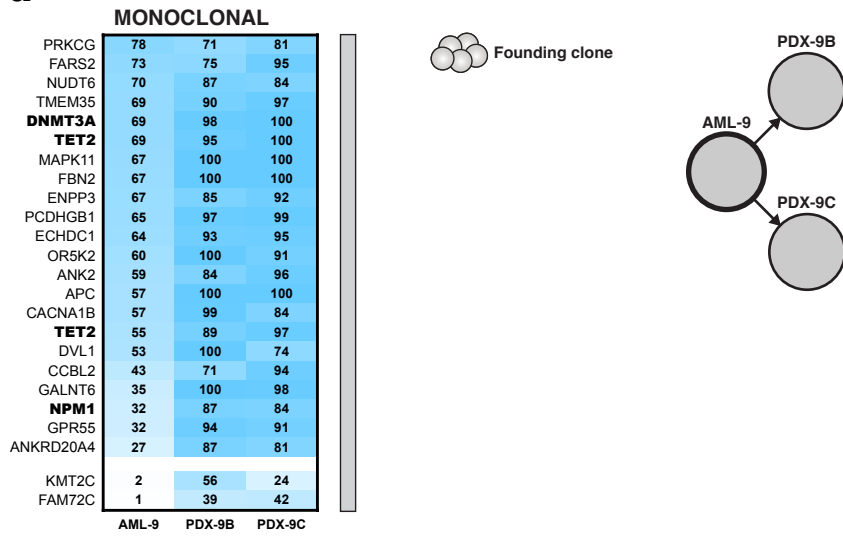 MONOCLONAL
PRKCG 78 71 81
FARS2 73 75 95
NUDT6 70 87 84
TMEM35 69 90 97
DNMT3A 69 98 100
TET2 69 95 100
MAPK11 67 100 100
FBN2 67 100 100
ENPP3 67 85 92
PCDHGB1 65 97 99
ECHDC1 64 93 95
OR5K2 60 100 91
ANK2 59 84 96
APC 57 100 100
CACNA1B 57 99 84
TET2 55 89 97
DVL1 53 100 74
CCBL2 43 71 94
GALNT6 35 100 98
NPM1 32 87 84
GPR55 32 94 91
ANKRD20A4 27 87 81
KMT2C 2 56 24
FAM72C 1 39 42
AML-9 PDX-9B PDX-9C
Founding clone
PDX-9B
AML-9
PDX-9C